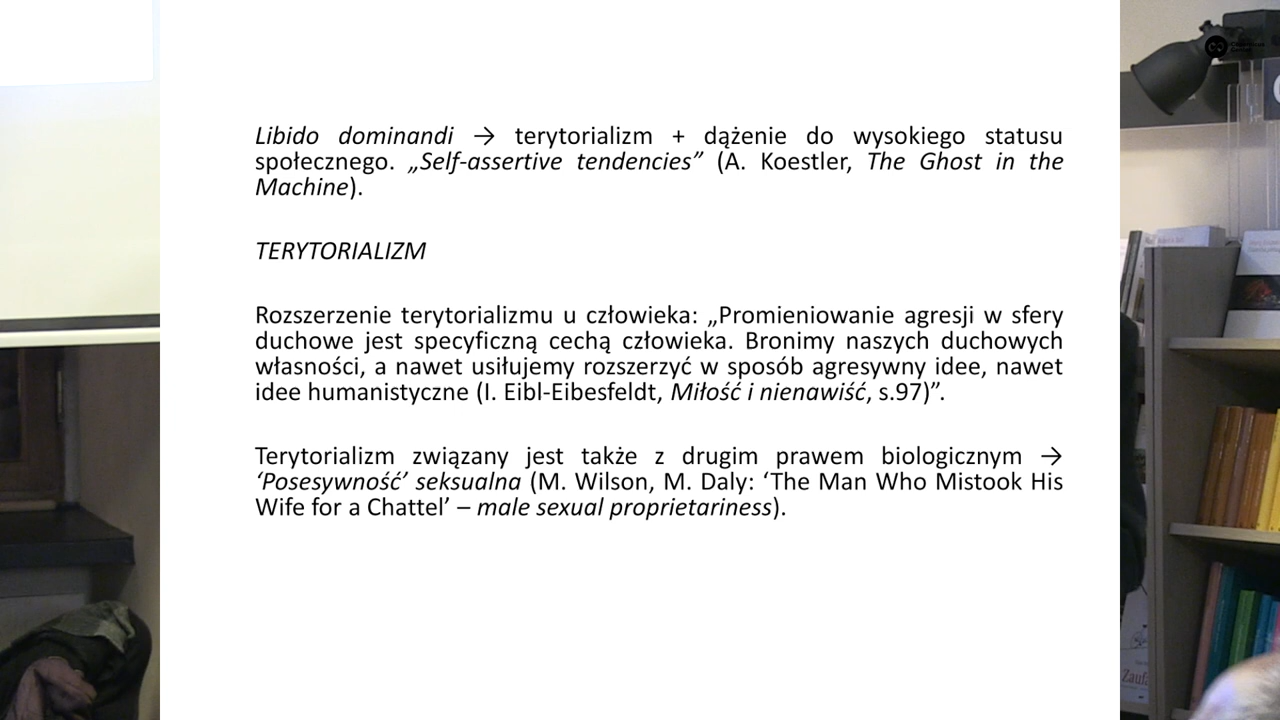 Libido dominandi → terytorializm + dążenie do wysokiego statusu
społecznego. „Self-assertive tendencies” (A. Koestler, The Ghost in the
Machine).
TERYTORIALIZM
Rozszerzenie terytorializmu u człowieka: „Promieniowanie agresji w sfery
duchowe jest specyficzną cechą człowieka. Bronimy naszych duchowych
własności, a nawet usiłujemy rozszerzyć w sposób agresywny idee, nawet
idee humanistyczne (I. Eibl-Eibesfeldt, Miłość i nienawiść, s.97)”.
Terytorializm związany jest także z drugim prawem biologicznym →
‘Posesywność’ seksualna (M. Wilson, M. Daly: ‘The Man Who Mistook His
Wife for a Chattel’ – male sexual proprietariness).